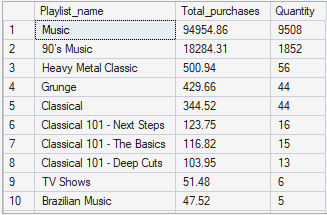 Playlist_name Total_purchases Quantity
1 Music 94954.86 9508
2 90's Music 18284.31 1852
3 Heavy Metal Classic 500.94 56
4 Grunge 429.66 44
5 Classical 344.52 44
6 Classical 101 - Next Steps 123.75 16
7 Classical 101 - The Basics 116.82 15
8 Classical 101 - Deep Cuts 103.95 13
9 TV Shows 51.48 6
10 Brazilian Music 47.52 5